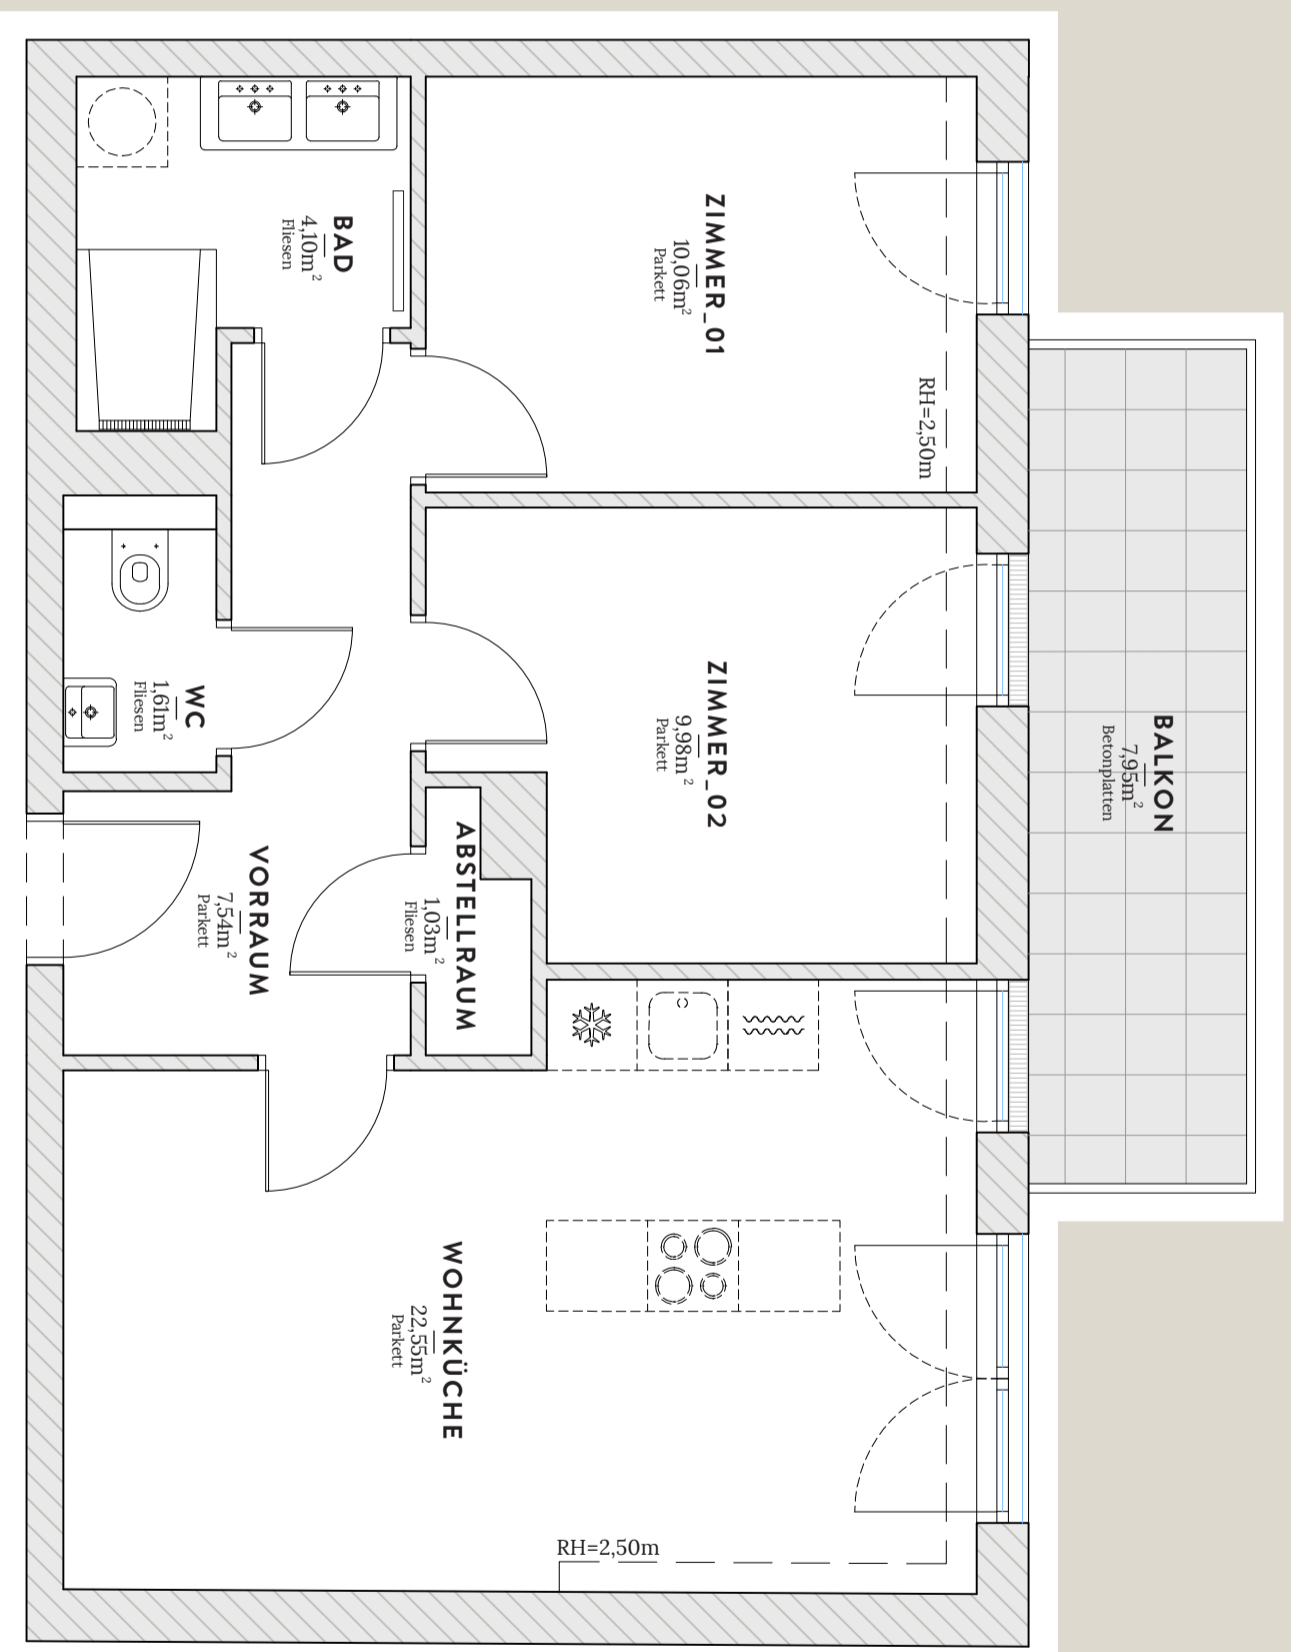 BAD
4,10m²
Fliesen
ZIMMER_01
10,06m²
Parkett
RH=2,50m
WC
1,61m²
Fliesen
ZIMMER_02
9,98m²
Parkett
BALKON
7,95m²
Betonplatten
VORRAUM
7,54m²
Parkett
ABSTELLRAUM
1,03m²
Fliesen
WOHNKÜCHE
22,55m²
Parkett
RH=2,50m